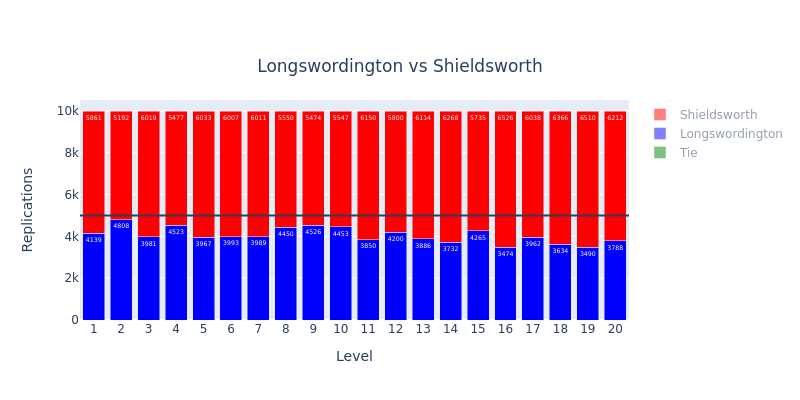 Longswordington vs Shieldsworth
Shieldsworth
Longswordington
Tie
Replications
10k
8k
6k
4k
2k
0
5861 5192 6019 5477 6033 6007 6011 5550 5474 5547 6150 5800 6114 6268 5735 6526 6038 6366 6510 6212
4139 4808 3981 4523 3967 3993 3989 4450 4526 4453 3850 4200 3886 3732 4265 3474 3962 3634 3490 3788
1 2 3 4 5 6 7 8 9 10 11 12 13 14 15 16 17 18 19 20
Level